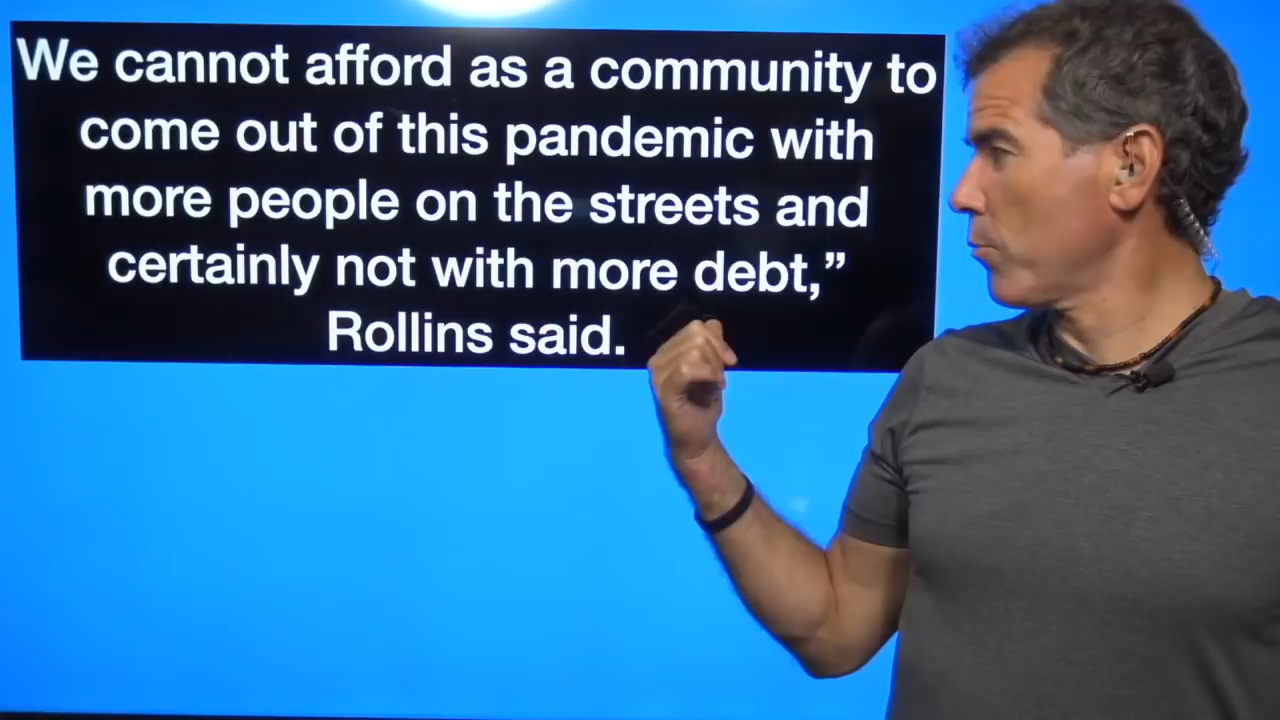 We cannot afford as a community to
come out of this pandemic with
more people on the streets and
certainly not with more debt,”
Rollins said.